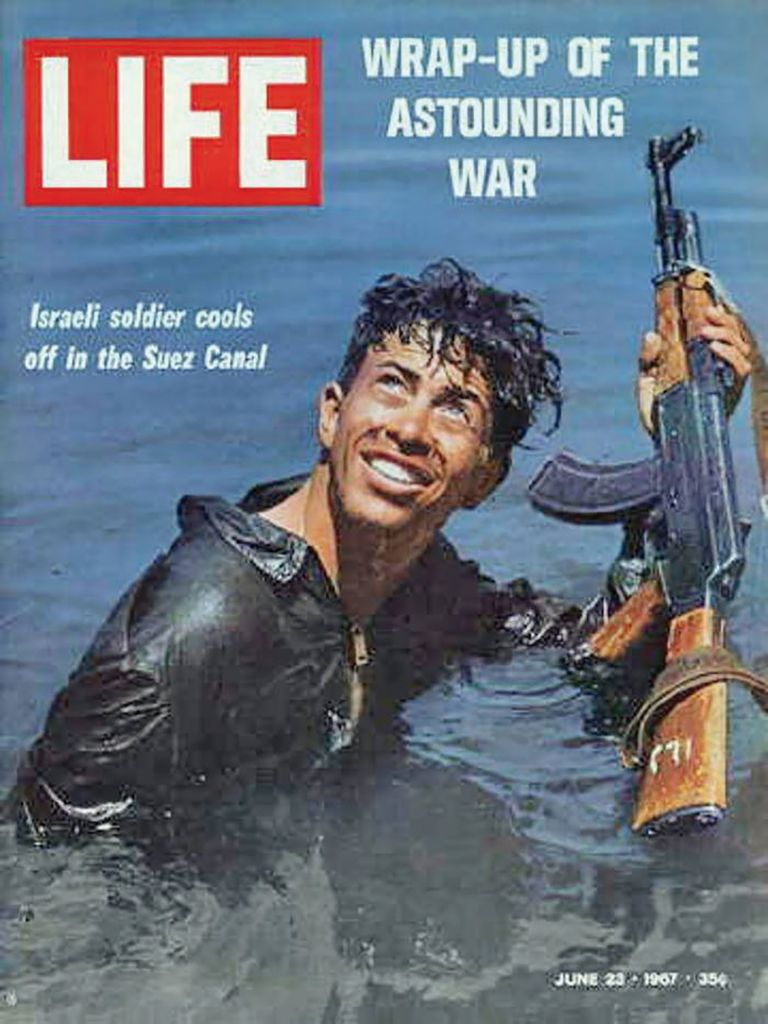 LIFE
WRAP-UP OF THE
ASTOUNDING
WAR
Israeli soldier cools
off in the Suez Canal
JUNE 23 • 1967 • 35¢